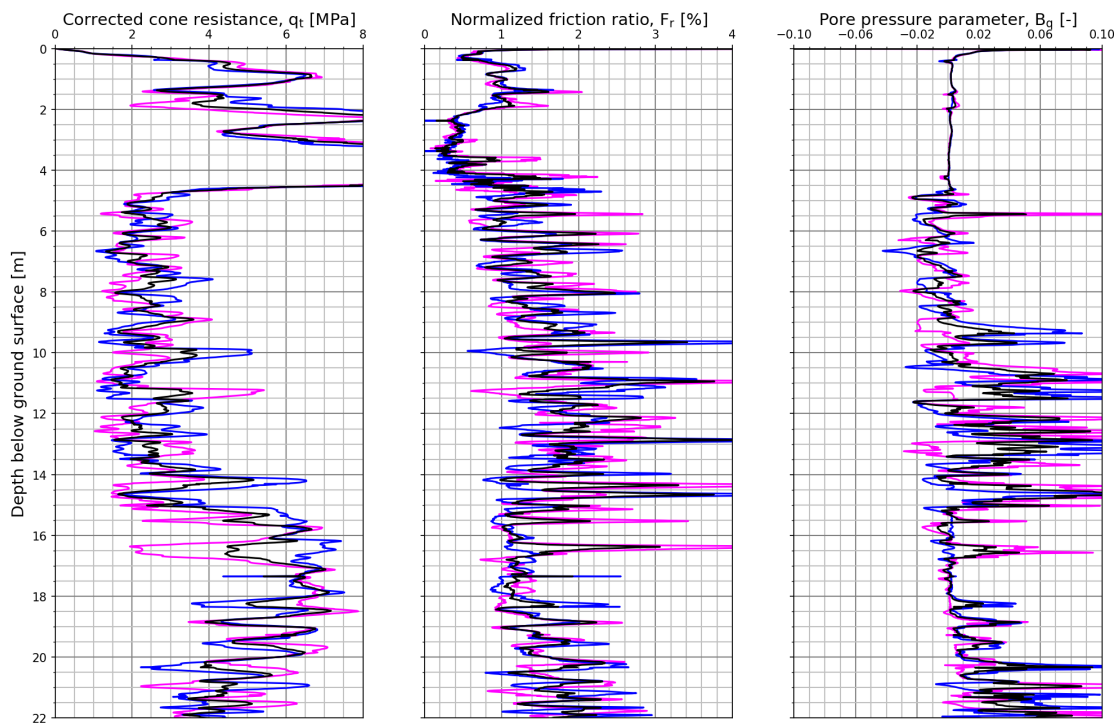 Corrected cone resistance, qt [MPa]
Normalized friction ratio, Fr [%]
Pore pressure parameter, Bq [-]
0 2 4 6 8
0 1 2 3 4
−0.10 −0.06 −0.02 0.02 0.06 0.10
Depth below ground surface [m]
0
2
4
6
8
10
12
14
16
18
20
22